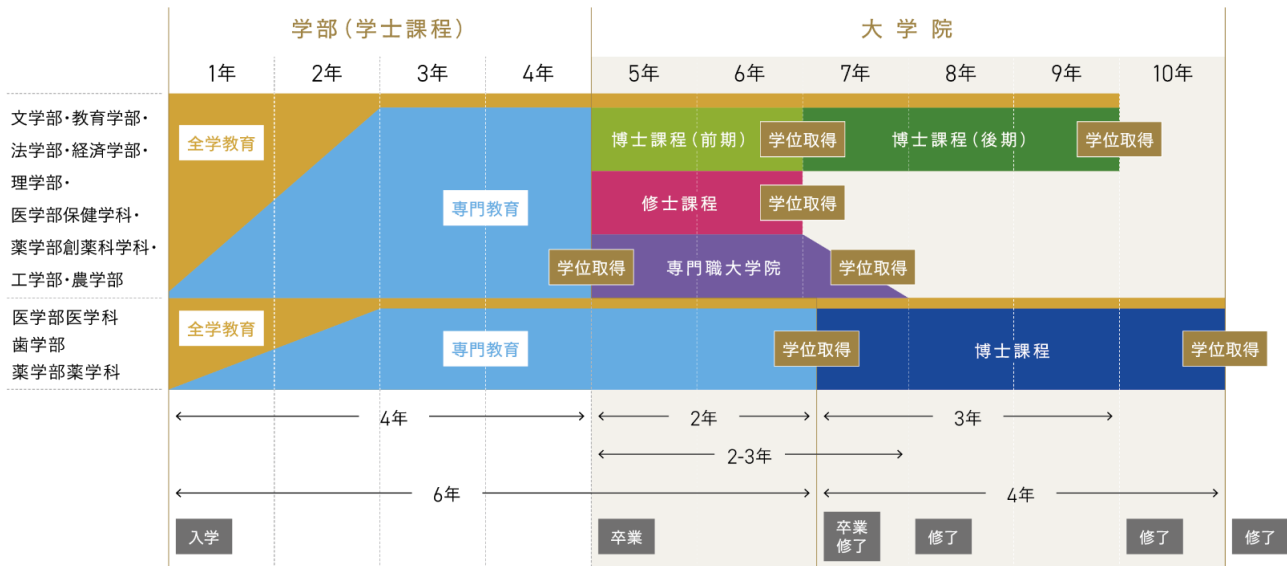 学部(学士課程)
大学院
1年
2年
3年
4年
5年
6年
7年
8年
9年
10年
文学部・教育学部・
法学部・経済学部・
理学部・
医学部保健学科・
薬学部創薬科学科・
工学部・農学部
全学教育
専門教育
学位取得
博士課程(前期)
学位取得
博士課程(後期)
学位取得
修士課程
学位取得
専門職大学院
学位取得
医学部医学科
歯学部
薬学部薬学科
全学教育
専門教育
学位取得
博士課程
学位取得
4年
2年
3年
2-3年
6年
4年
入学
卒業
卒業
修了
修了
修了
修了